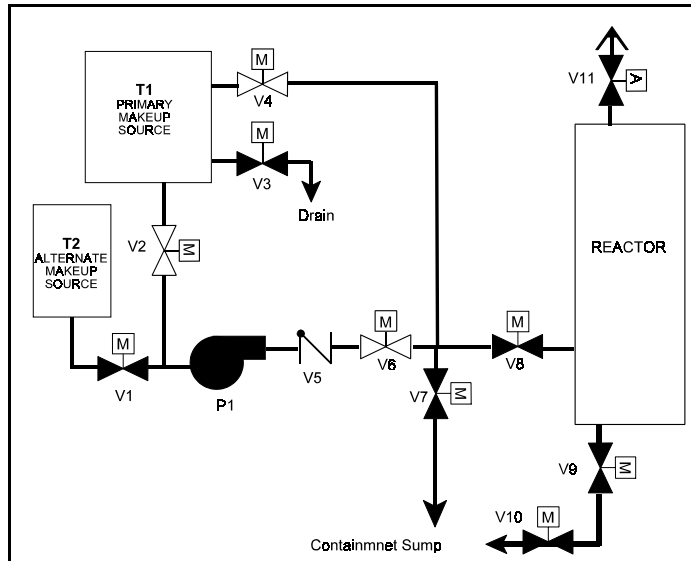 T1
PRIMARY
MAKEUP
SOURCE
M
V4
M
V3
Drain
V11
A
T2
ALTERNATE
MAKEUP
SOURCE
V2
M
REACTOR
M
V1
P1
V5
M
V6
V7
M
M
V8
V9
M
V10
M
Containmnet Sump